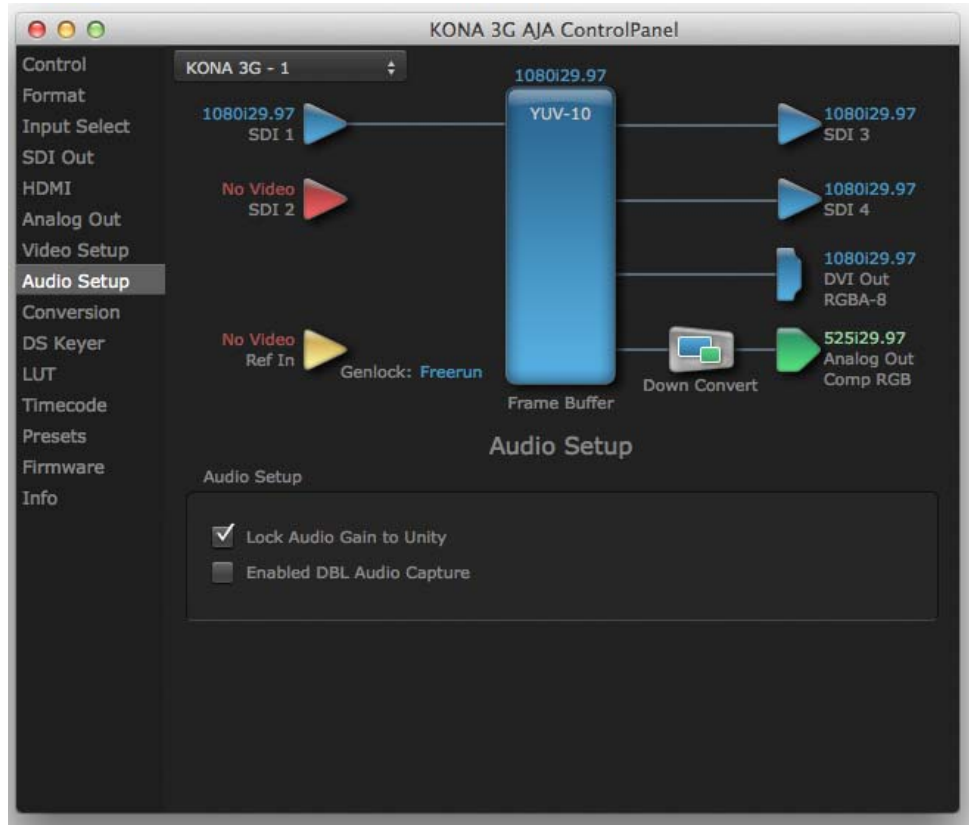 KONA 3G AJA ControlPanel
Control
Format
Input Select
SDI Out
HDMI
Analog Out
Video Setup
Audio Setup
Conversion
DS Keyer
LUT
Timecode
Presets
Firmware
Info
KONA 3G - 1
1080i29.97
YUV-10
Frame Buffer
1080i29.97
SDI 1
No Video
SDI 2
No Video
Ref In
Genlock: Freerun
1080i29.97
SDI 3
1080i29.97
SDI 4
1080i29.97
DVI Out
RGBA-8
Down Convert
525i29.97
Analog Out
Comp RGB
Audio Setup
Audio Setup
Lock Audio Gain to Unity
Enabled DBL Audio Capture